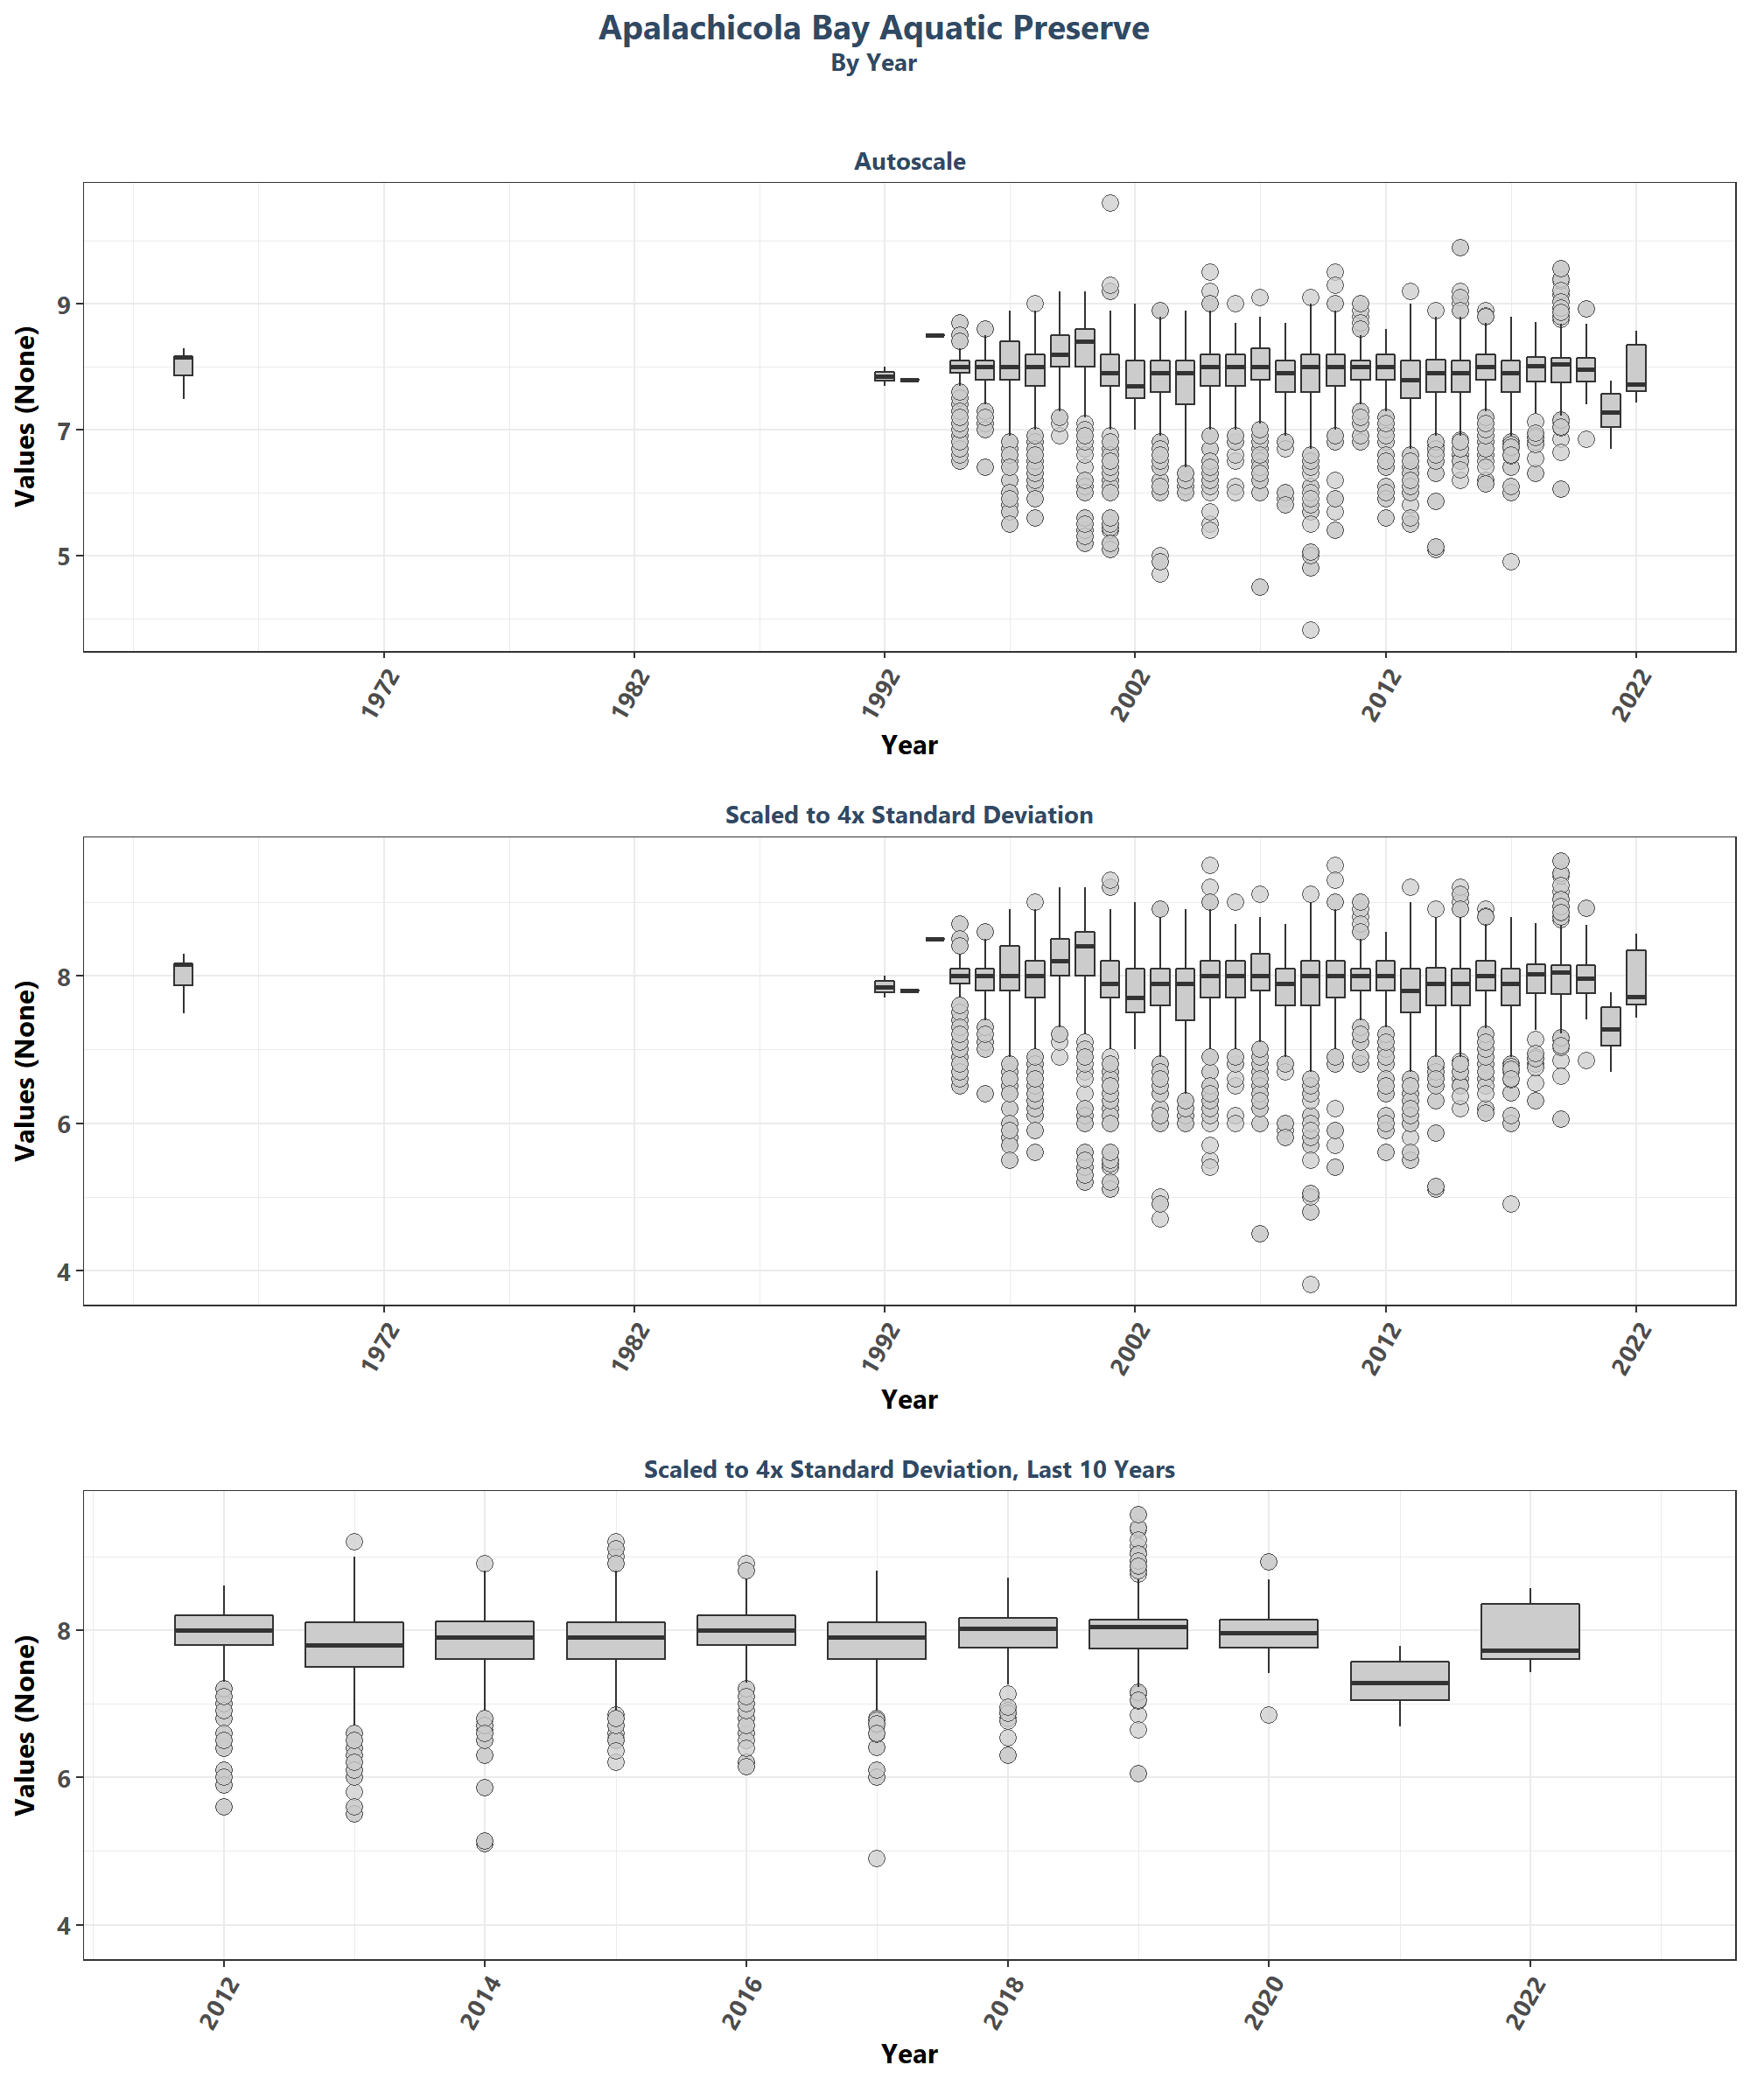 Apalachicola Bay Aquatic Preserve
By Year
Autoscale
Values (None)
9
7
5
1972
1982
1992
2002
2012
2022
Year
Scaled to 4x Standard Deviation
Values (None)
8
6
4
1972
1982
1992
2002
2012
2022
Year
Scaled to 4x Standard Deviation, Last 10 Years
Values (None)
8
6
4
2012
2014
2016
2018
2020
2022
Year